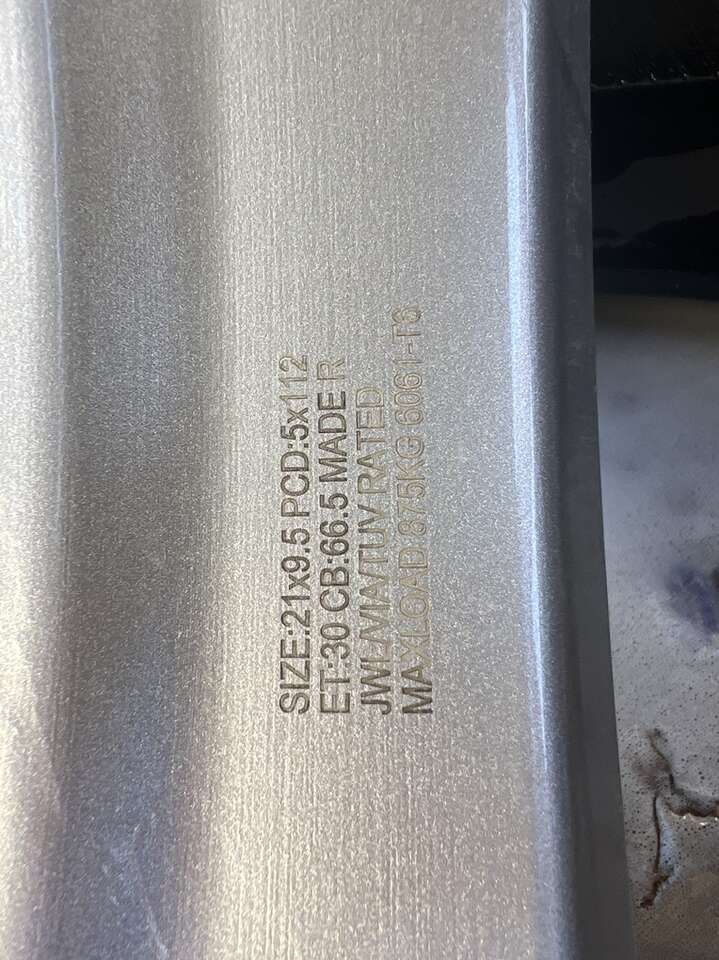 SIZE:21x9.5 PCD:5x112
ET:30 CB:66.5 MADE R
JWL/VIA/TUV RATED
MAXLOAD:875KG 6061-T6